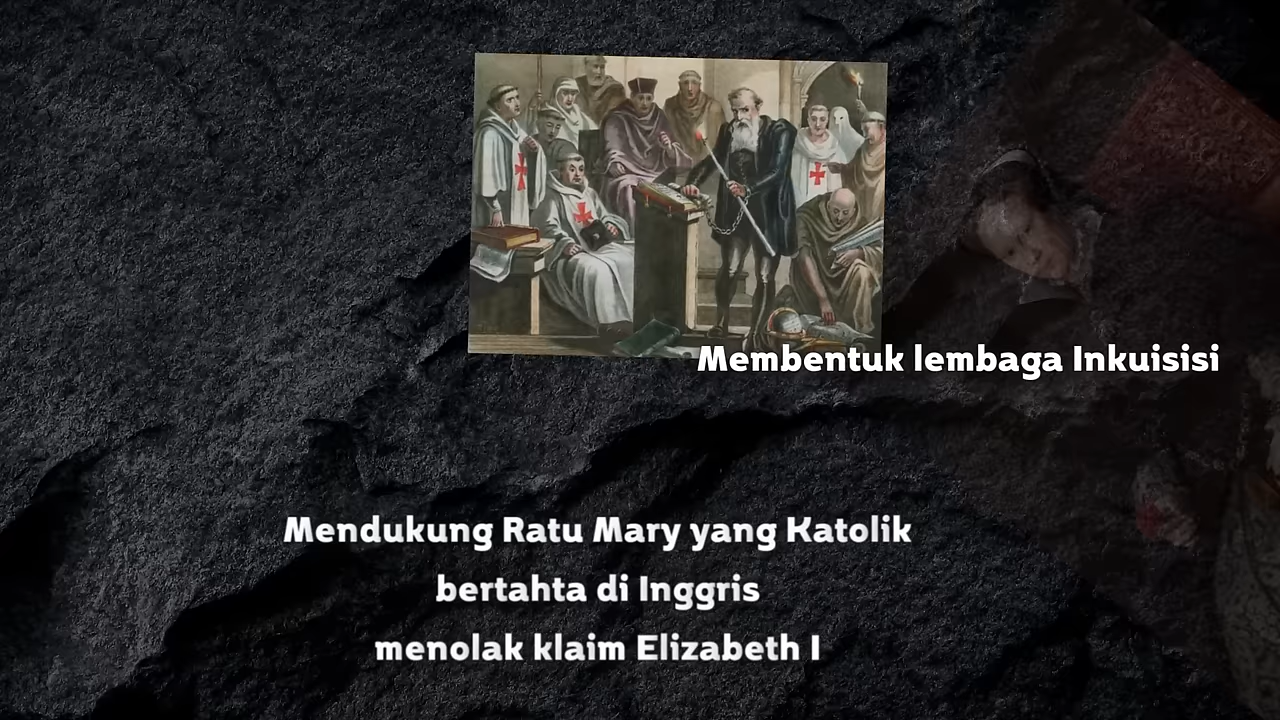 Membentuk lembaga Inkuisisi
Mendukung Ratu Mary yang Katolik
bertahta di Inggris
menolak klaim Elizabeth I